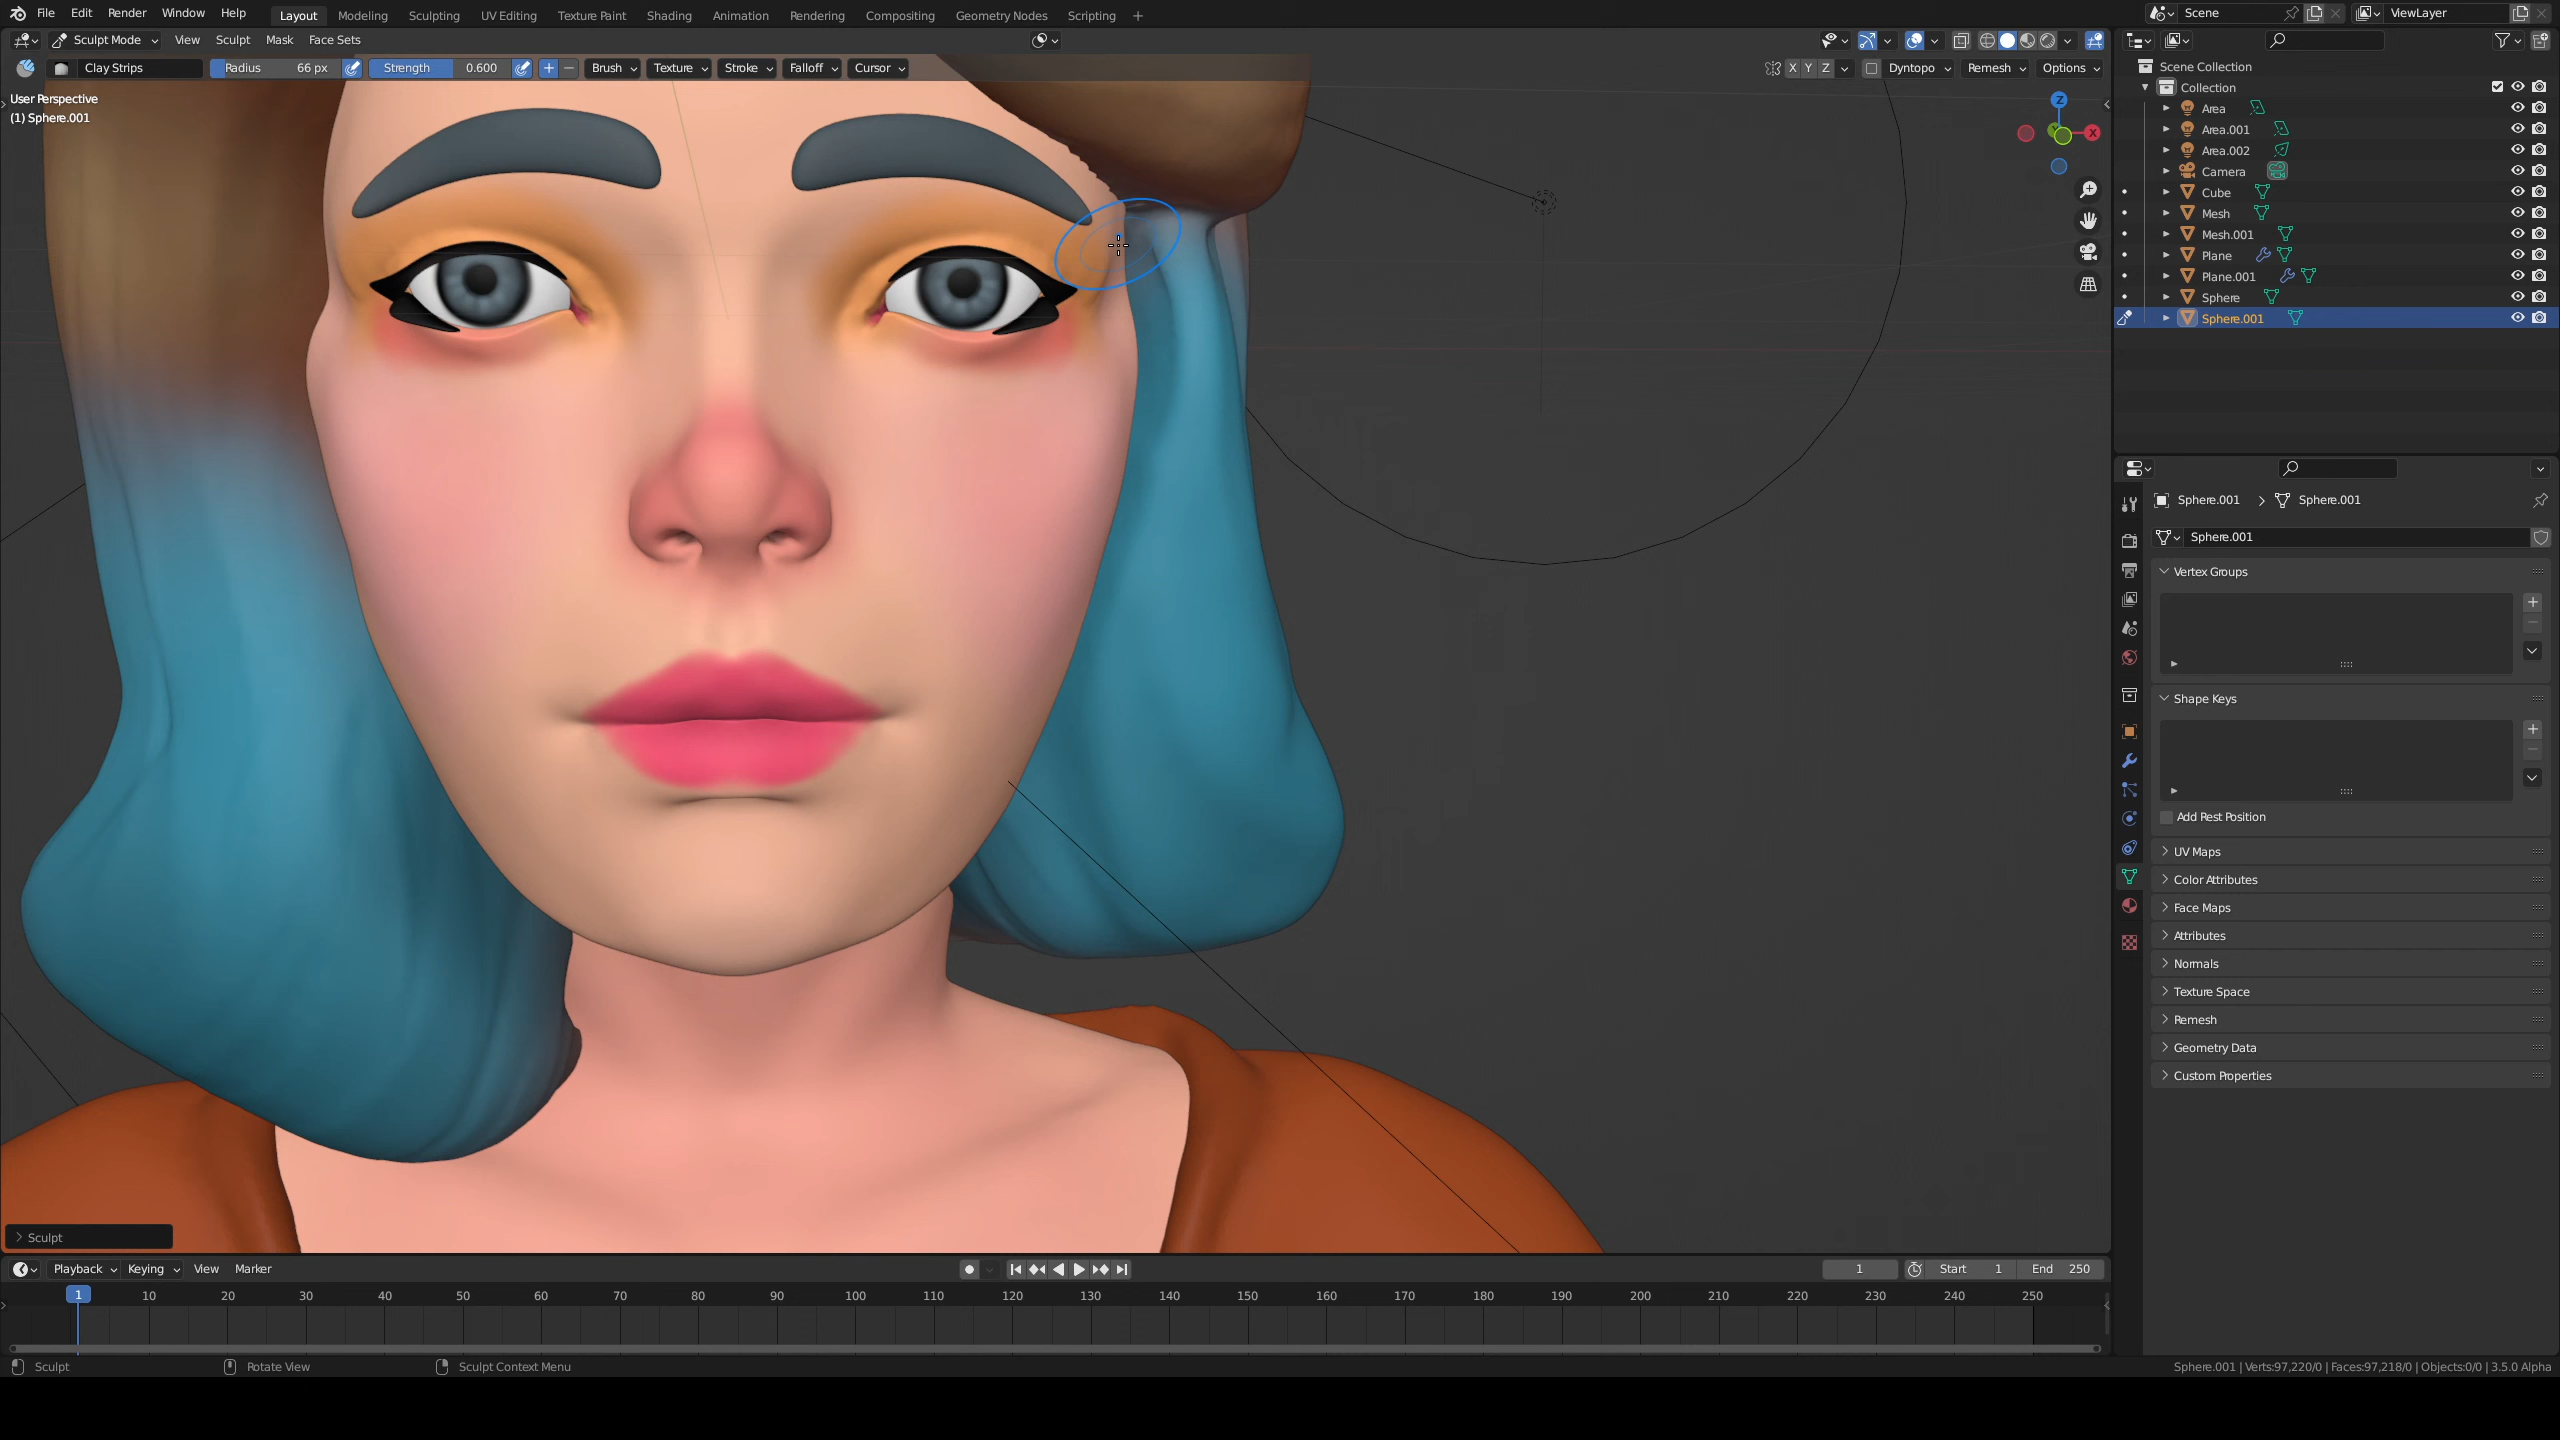 File Edit Render Window Help Layout Modeling Sculpting UV Editing Texture Paint Shading Animation Rendering Compositing Geometry Nodes Scripting + Scene ViewLayer
Sculpt Mode View Sculpt Mask Face Sets
Clay Strips Radius 66 px Strength 0.600 Brush Texture Stroke Falloff Cursor X Y Z Dyntopo Remesh Options
User Perspective
(1) Sphere.001
Z
X
Y
Scene Collection
Collection
Area
Area.001
Area.002
Camera
Cube
Mesh
Mesh.001
Plane
Plane.001
Sphere
Sphere.001
Sphere.001 > Sphere.001
Sphere.001
Vertex Groups
Shape Keys
Add Rest Position
UV Maps
Color Attributes
Face Maps
Attributes
Normals
Texture Space
Remesh
Geometry Data
Custom Properties
Sculpt
Playback Keying View Marker 1 Start 1 End 250
1 10 20 30 40 50 60 70 80 90 100 110 120 130 140 150 160 170 180 190 200 210 220 230 240 250
Sculpt Rotate View Sculpt Context Menu Sphere.001 | Verts:97,220/0 | Faces:97,218/0 | Objects:0/0 | 3.5.0 Alpha